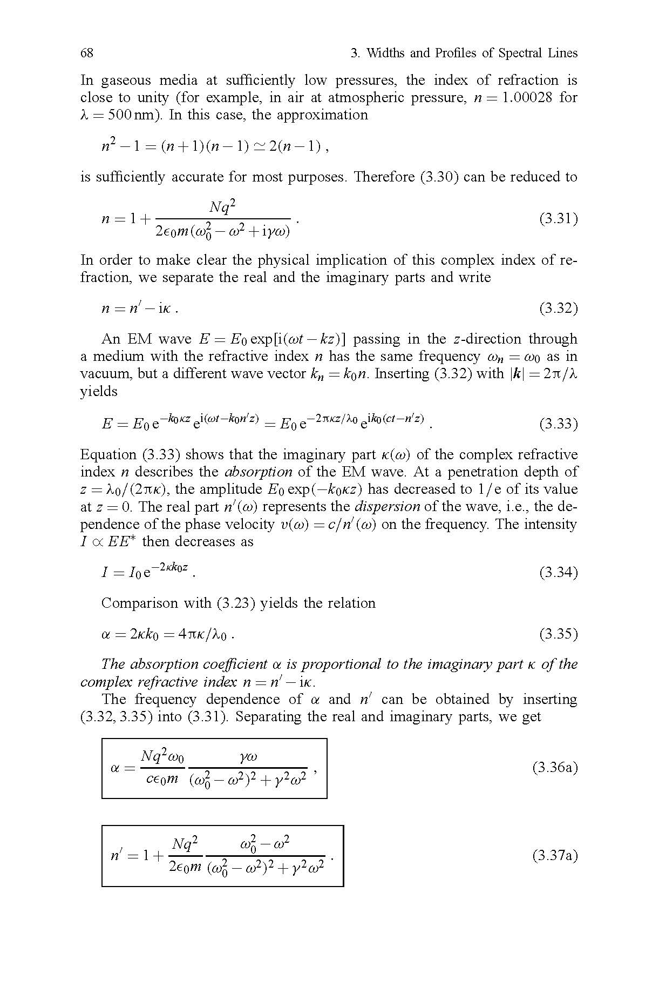 68 3. Widths and Profiles of Spectral Lines
In gaseous media at sufficiently low pressures, the index of refraction is
close to unity (for example, in air at atmospheric pressure, n = 1.00028 for
λ = 500 nm). In this case, the approximation
n² − 1 = (n + 1)(n − 1) ≃ 2(n − 1) ,
is sufficiently accurate for most purposes. Therefore (3.30) can be reduced to
n = 1 + Nq² / 2ϵ₀m(ω₀² − ω² + iγω) . (3.31)
In order to make clear the physical implication of this complex index of re-
fraction, we separate the real and the imaginary parts and write
n = n′ − iκ . (3.32)
An EM wave E = E₀ exp[i(ωt − kz)] passing in the z-direction through
a medium with the refractive index n has the same frequency ωₙ = ω₀ as in
vacuum, but a different wave vector kₙ = k₀n. Inserting (3.32) with |k| = 2π/λ
yields
E = E₀ e^{−k₀κz} e^{i(ωt−k₀n′z)} = E₀ e^{−2πκz/λ₀} e^{ik₀(ct−n′z)} . (3.33)
Equation (3.33) shows that the imaginary part κ(ω) of the complex refractive
index n describes the absorption of the EM wave. At a penetration depth of
z = λ₀/(2πκ), the amplitude E₀ exp(−k₀κz) has decreased to 1/e of its value
at z = 0. The real part n′(ω) represents the dispersion of the wave, i.e., the de-
pendence of the phase velocity v(ω) = c/n′(ω) on the frequency. The intensity
I ∝ EE* then decreases as
I = I₀ e^{−2κk₀z} . (3.34)
Comparison with (3.23) yields the relation
α = 2κk₀ = 4πκ/λ₀ . (3.35)
The absorption coefficient α is proportional to the imaginary part κ of the
complex refractive index n = n′ − iκ.
The frequency dependence of α and n′ can be obtained by inserting
(3.32, 3.35) into (3.31). Separating the real and imaginary parts, we get
α = Nq²ω₀ / cϵ₀m γω / (ω₀² − ω²)² + γ²ω² , (3.36a)
n′ = 1 + Nq² / 2ϵ₀m ω₀² − ω² / (ω₀² − ω²)² + γ²ω² . (3.37a)